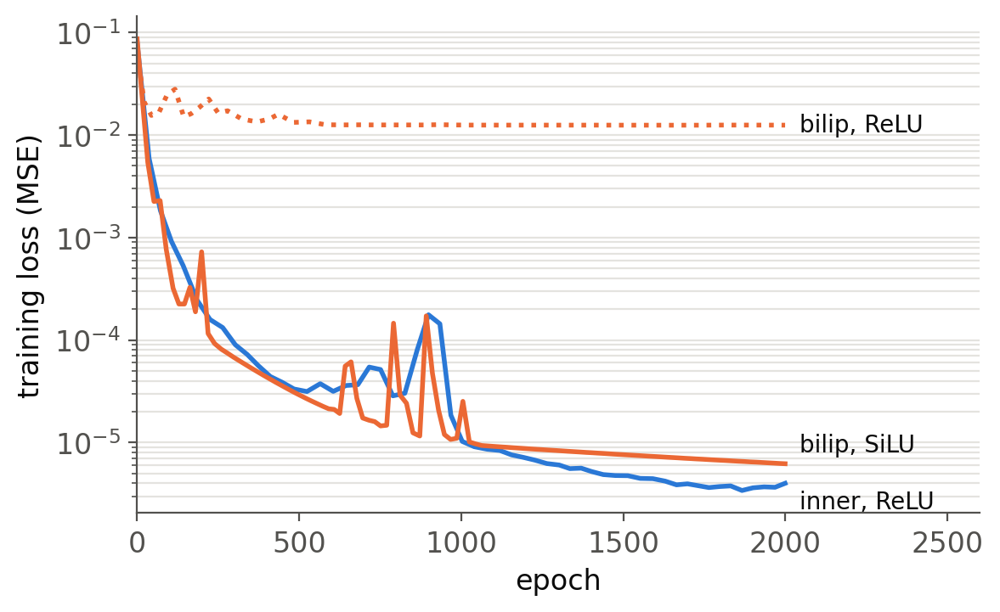 10⁻¹
10⁻²
10⁻³
10⁻⁴
10⁻⁵
training loss (MSE)
bilip, ReLU
bilip, SiLU
inner, ReLU
0 500 1000 1500 2000 2500
epoch